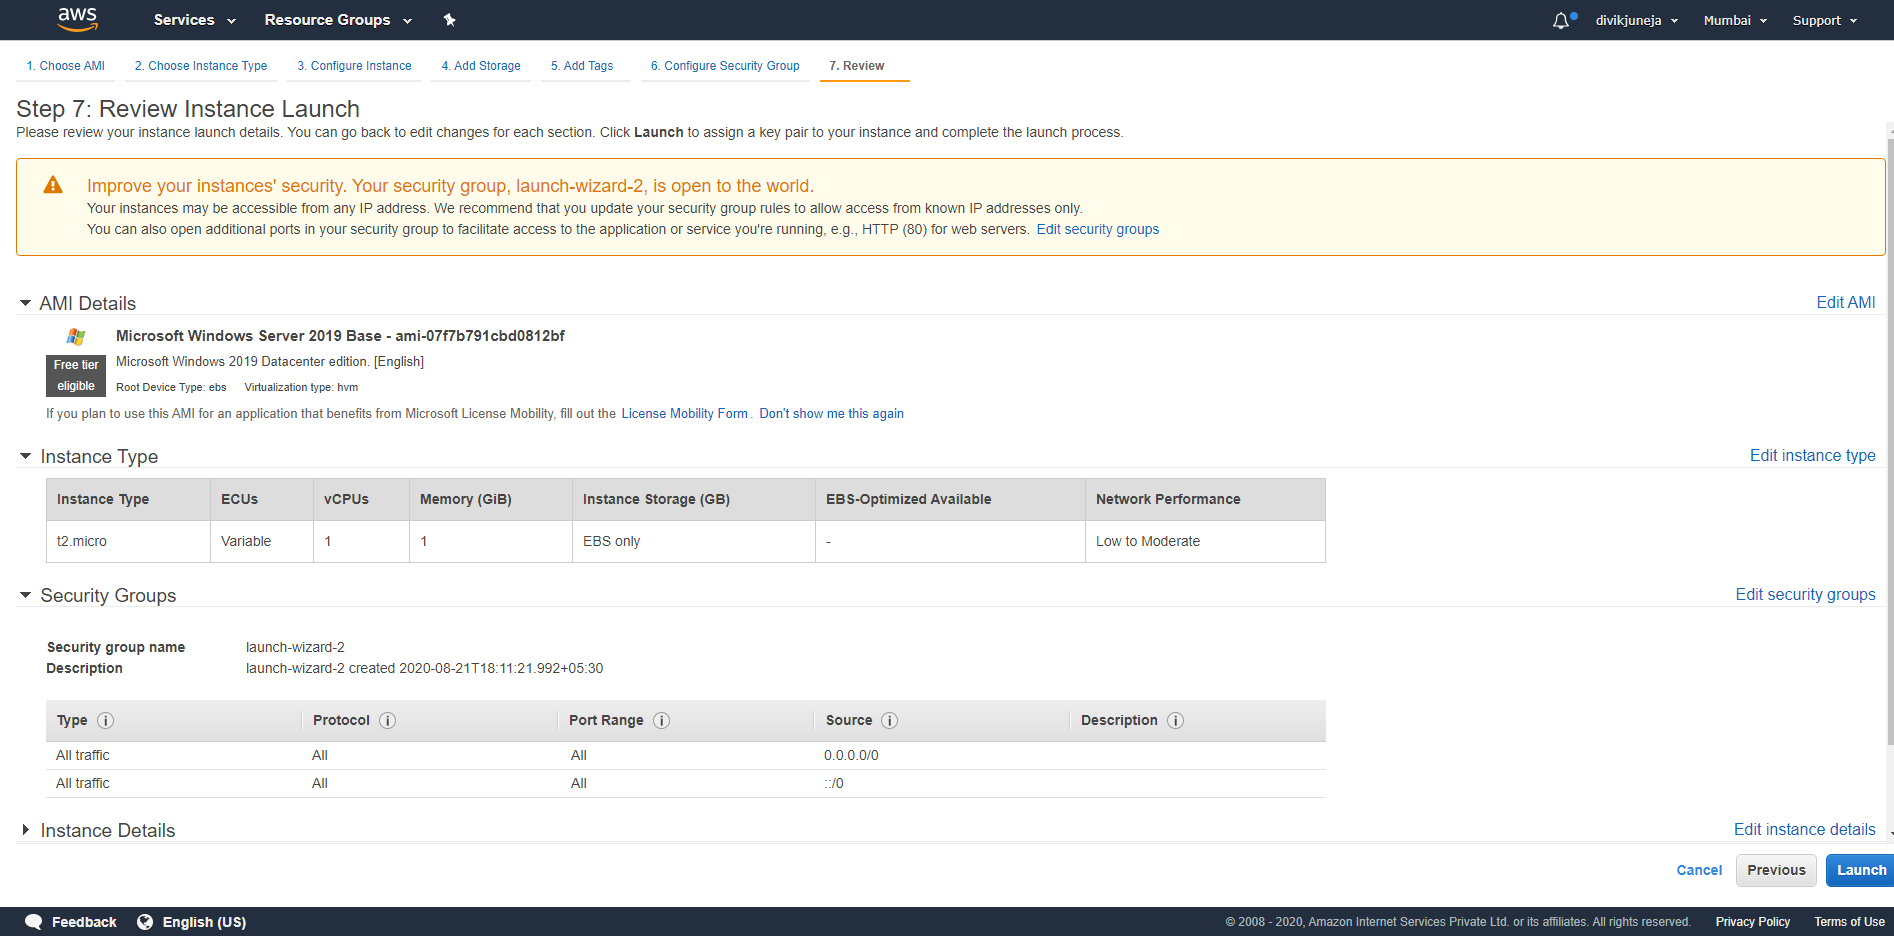 aws Services Resource Groups divikjuneja Mumbai Support
1. Choose AMI 2. Choose Instance Type 3. Configure Instance 4. Add Storage 5. Add Tags 6. Configure Security Group 7. Review
Step 7: Review Instance Launch
Please review your instance launch details. You can go back to edit changes for each section. Click Launch to assign a key pair to your instance and complete the launch process.
Improve your instances' security. Your security group, launch-wizard-2, is open to the world.
Your instances may be accessible from any IP address. We recommend that you update your security group rules to allow access from known IP addresses only.
You can also open additional ports in your security group to facilitate access to the application or service you're running, e.g., HTTP (80) for web servers. Edit security groups
AMI Details Edit AMI
Microsoft Windows Server 2019 Base - ami-07f7b791cbd0812bf
Free tier eligible
Microsoft Windows 2019 Datacenter edition. [English]
Root Device Type: ebs Virtualization type: hvm
If you plan to use this AMI for an application that benefits from Microsoft License Mobility, fill out the License Mobility Form. Don't show me this again
Instance Type Edit instance type
Instance Type ECUs vCPUs Memory (GiB) Instance Storage (GB) EBS-Optimized Available Network Performance
t2.micro Variable 1 1 EBS only - Low to Moderate
Security Groups Edit security groups
Security group name launch-wizard-2
Description launch-wizard-2 created 2020-08-21T18:11:21.992+05:30
Type i Protocol i Port Range i Source i Description i
All traffic All All 0.0.0.0/0
All traffic All All ::/0
Instance Details Edit instance details
Cancel Previous Launch
Feedback English (US) © 2008 - 2020, Amazon Internet Services Private Ltd. or its affiliates. All rights reserved. Privacy Policy Terms of Use